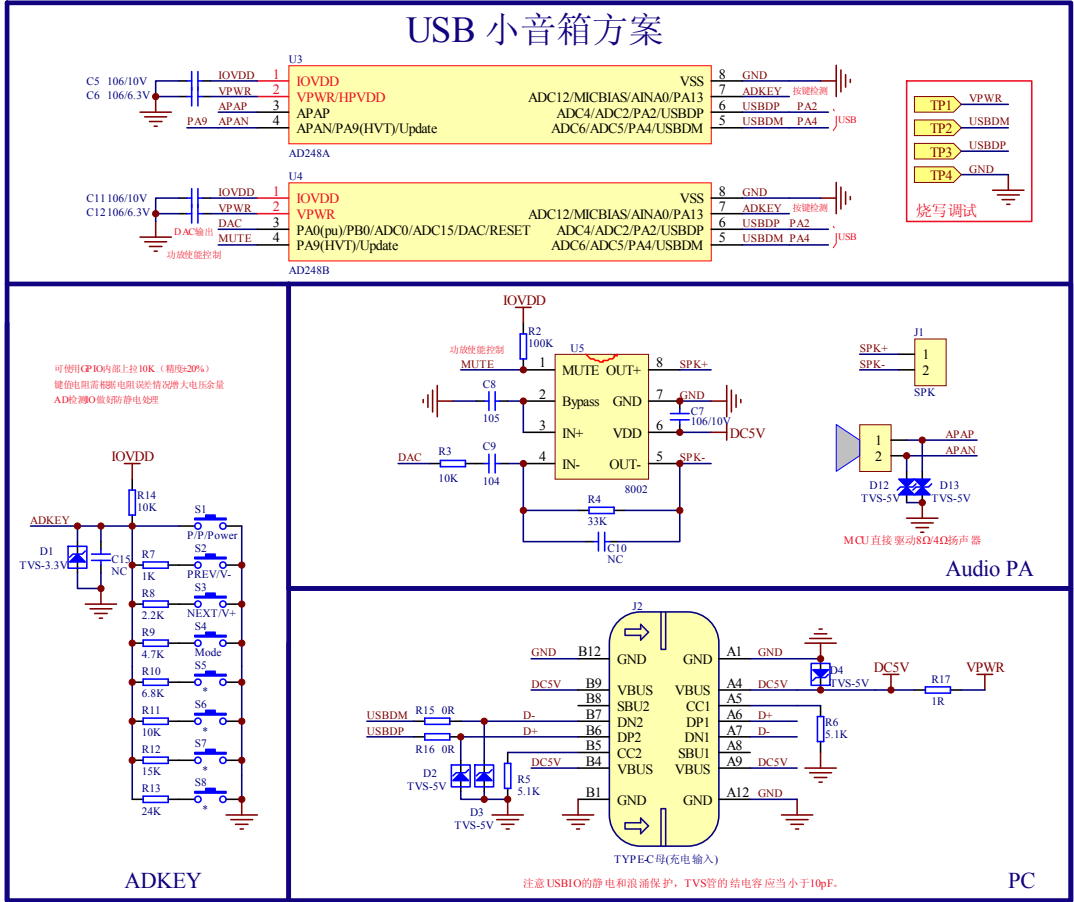 USB 小音箱方案
U3
C5 106/10V
C6 106/6.3V
IOVDD 1 IOVDD
VPWR 2 VPWR/HPVDD
APAP 3 APAP
PA9 APAN 4 APAN/PA9(HVT)/Update
VSS 8 GND
ADC12/MICBIAS/AINA0/PA13 7 ADKEY 按键检测
ADC4/ADC2/PA2/USBDP 6 USBDP PA2
ADC6/ADC5/PA4/USBDM 5 USBDM PA4
JUSB
AD248A
TP1 VPWR
TP2 USBDM
TP3 USBDP
TP4 GND
烧写调试
U4
C11 106/10V
C12 106/6.3V
IOVDD 1 IOVDD
VPWR 2 VPWR
DAC输出 DAC 3 PA0(pu)/PB0/ADC0/ADC15/DAC/RESET
MUTE 4 PA9(HVT)/Update
功放使能控制
VSS 8 GND
ADC12/MICBIAS/AINA0/PA13 7 ADKEY 按键检测
ADC4/ADC2/PA2/USBDP 6 USBDP PA2
ADC6/ADC5/PA4/USBDM 5 USBDM PA4
JUSB
AD248B
可使用GPIO内部上拉10K（精度±20%）
键值电阻需根据电阻误差情况增大电压余量
AD检测IO做好防静电处理
IOVDD
R14
10K
ADKEY
D1
TVS-3.3V
C15
NC
S1
P/P/Power
R7
1K
S2
PREV/V-
R8
2.2K
S3
NEXT/V+
R9
4.7K
S4
Mode
R10
6.8K
S5
*
R11
10K
S6
*
R12
15K
S7
*
R13
24K
S8
*
ADKEY
IOVDD
R2
100K
功放使能控制
MUTE
U5
1 MUTE OUT+ 8 SPK+
2 Bypass GND 7 GND
3 IN+ VDD 6 DC5V
4 IN- OUT- 5 SPK-
8002
C8
105
C7
106/10V
DAC
R3
10K
C9
104
R4
33K
C10
NC
J1
SPK+ 1
SPK- 2
SPK
1 APAP
2 APAN
D12
TVS-5V
D13
TVS-5V
MCU直接驱动8Ω/4Ω扬声器
Audio PA
J2
GND B12 GND GND A1 GND
DC5V B9 VBUS VBUS A4 DC5V
B8 SBU2 CC1 A5
D- B7 DN2 DP1 A6 D+
D+ B6 DP2 DN1 A7 D-
B5 CC2 SBU1 A8
DC5V B4 VBUS VBUS A9 DC5V
B1 GND GND A12 GND
USBDM R15 0R
USBDP
R16 0R
D2
TVS-5V
D3
TVS-5V
R5
5.1K
D4
TVS-5V
DC5V
R17
1R
VPWR
R6
5.1K
TYPE-C母(充电输入)
注意USBIO的静电和浪涌保护，TVS管的结电容应当小于10pF。
PC